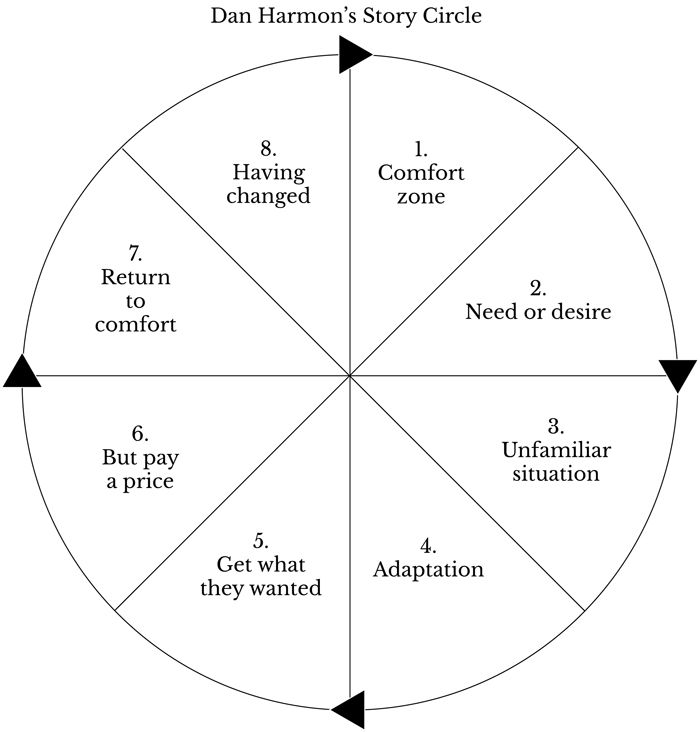 Dan Harmon’s Story Circle
1.
Comfort
zone
2.
Need or desire
3.
Unfamiliar
situation
4.
Adaptation
5.
Get what
they wanted
6.
But pay
a price
7.
Return
to
comfort
8.
Having
changed